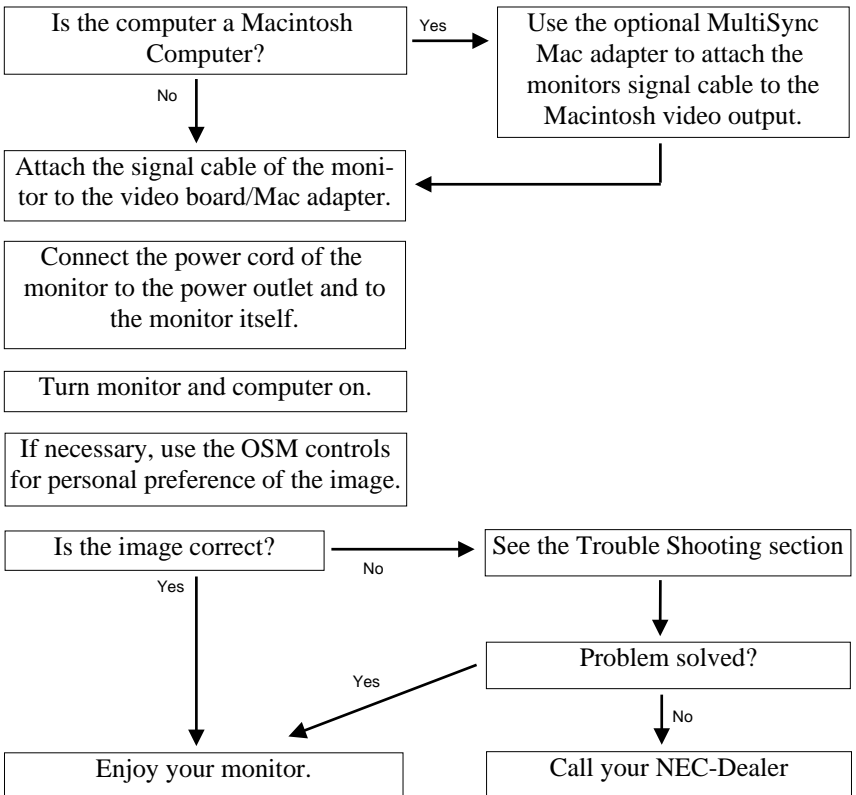 Is the computer a Macintosh
Computer?
Yes
Use the optional MultiSync
Mac adapter to attach the
monitors signal cable to the
Macintosh video output.
No
Attach the signal cable of the moni-
tor to the video board/Mac adapter.
Connect the power cord of the
monitor to the power outlet and to
the monitor itself.
Turn monitor and computer on.
If necessary, use the OSM controls
for personal preference of the image.
Is the image correct?
No
See the Trouble Shooting section
Yes
Problem solved?
Yes
No
Enjoy your monitor.
Call your NEC-Dealer